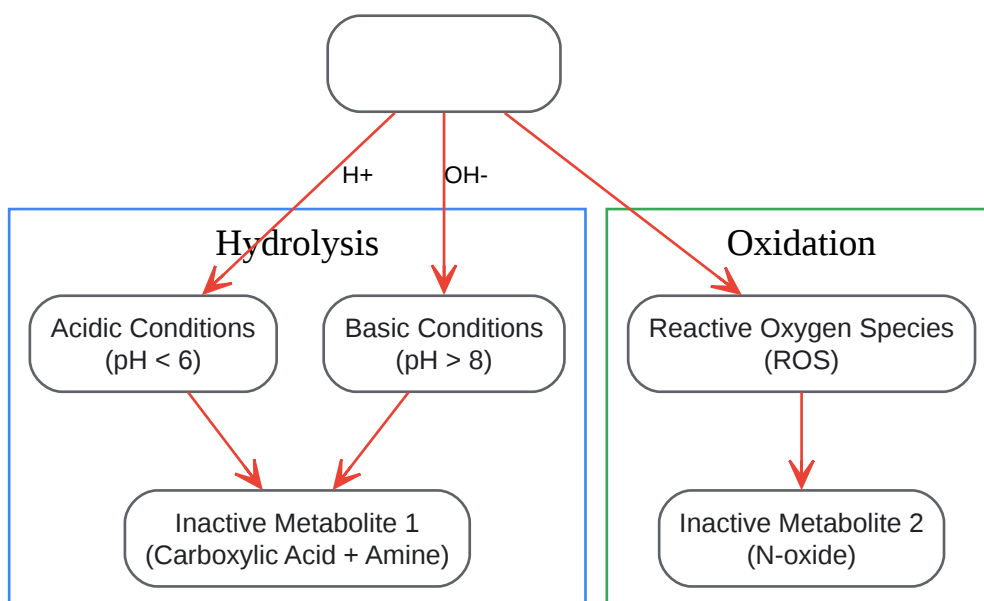 H+
OH-
Hydrolysis
Oxidation
Acidic Conditions
(pH < 6)
Basic Conditions
(pH > 8)
Reactive Oxygen Species
(ROS)
Inactive Metabolite 1
(Carboxylic Acid + Amine)
Inactive Metabolite 2
(N-oxide)